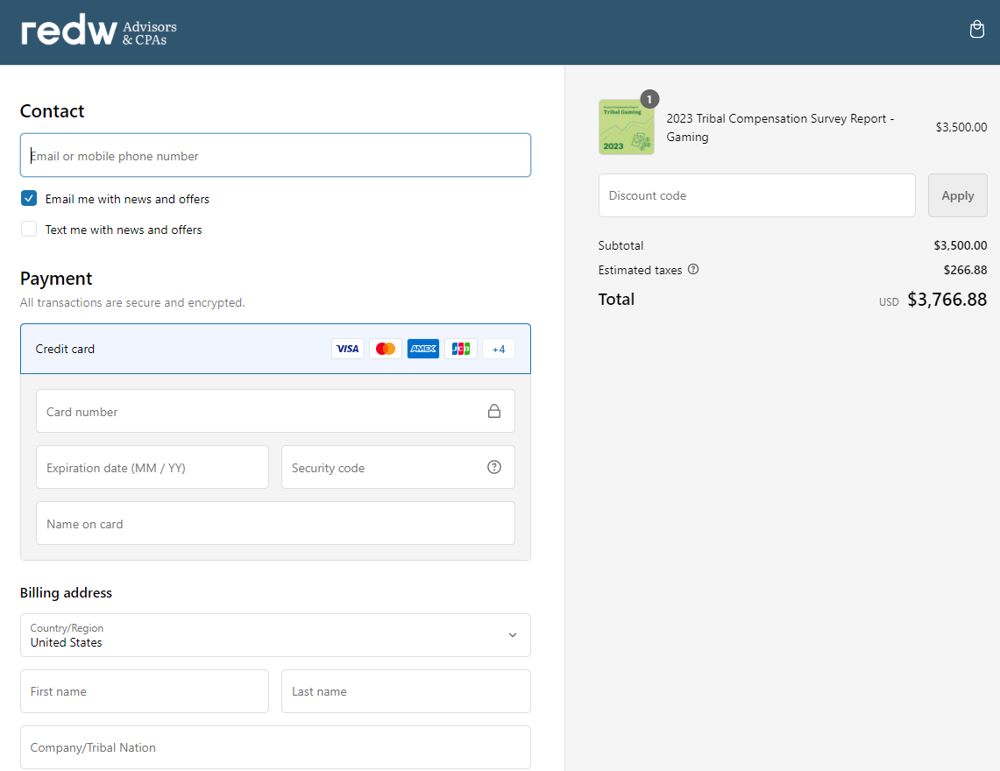 redw Advisors
& CPAs
Contact
Email or mobile phone number
Email me with news and offers
Text me with news and offers
Payment
All transactions are secure and encrypted.
Credit card
VISA
AMEX
JCB
+4
Card number
Expiration date (MM / YY)
Security code
Name on card
Billing address
Country/Region
United States
First name
Last name
Company/Tribal Nation
1
Annual Compensation Report
Tribal Gaming
2023
2023 Tribal Compensation Survey Report -
Gaming
$3,500.00
Discount code
Apply
Subtotal $3,500.00
Estimated taxes $266.88
Total USD $3,766.88